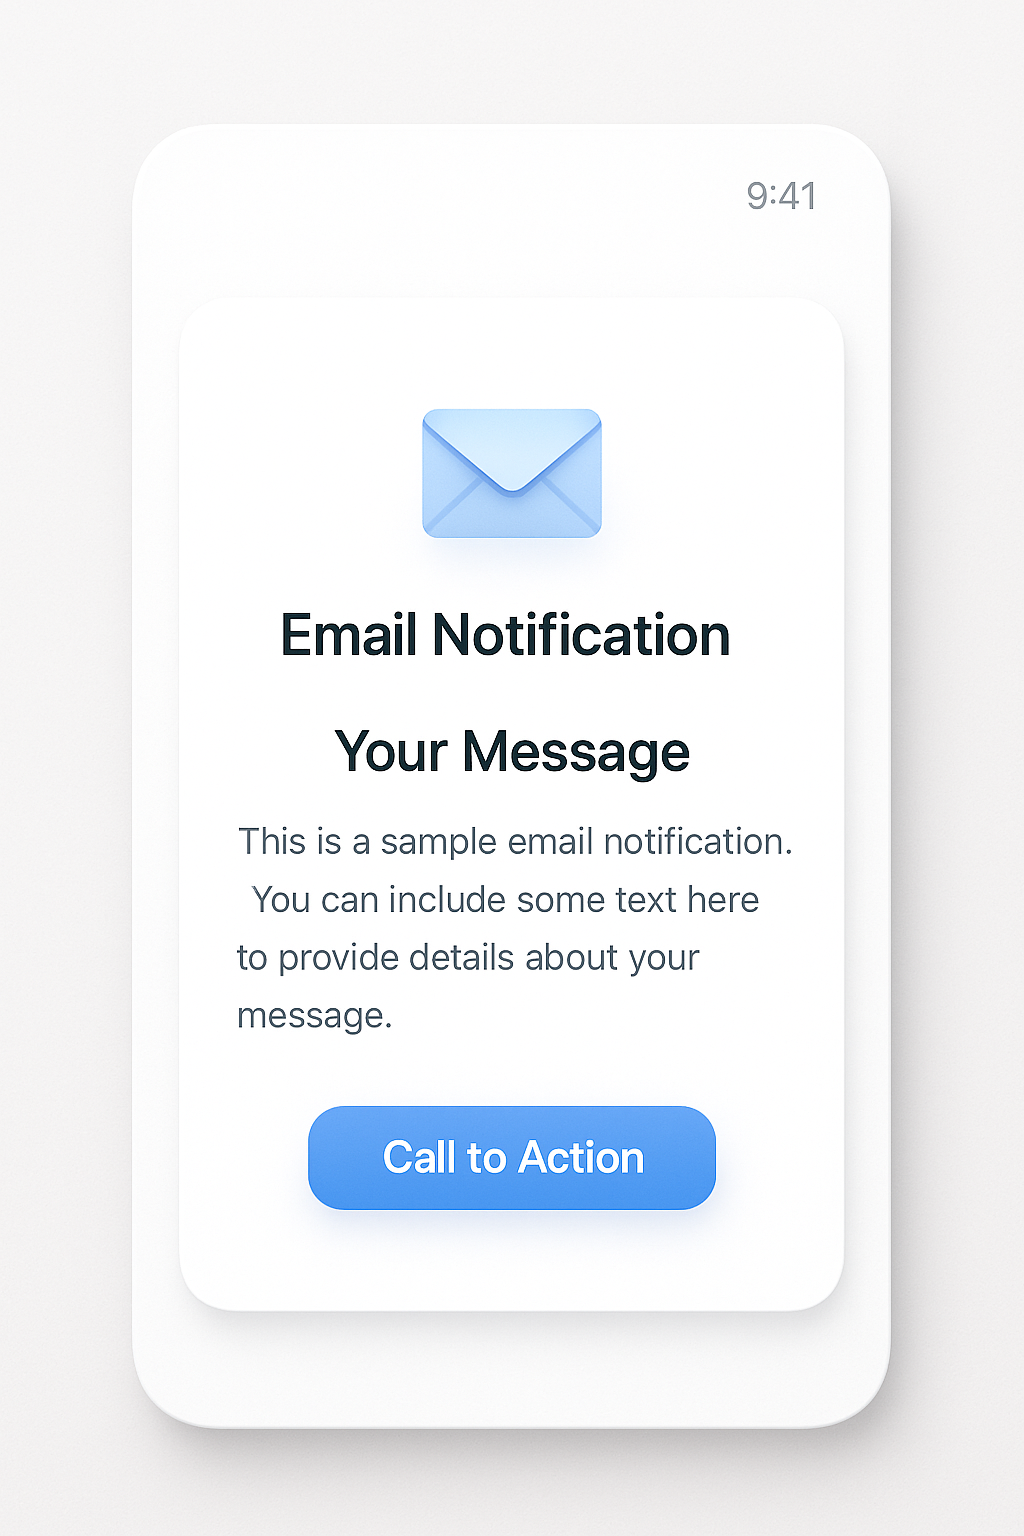 9:41
Email Notification
Your Message
This is a sample email notification.
You can include some text here
to provide details about your
message.
Call to Action